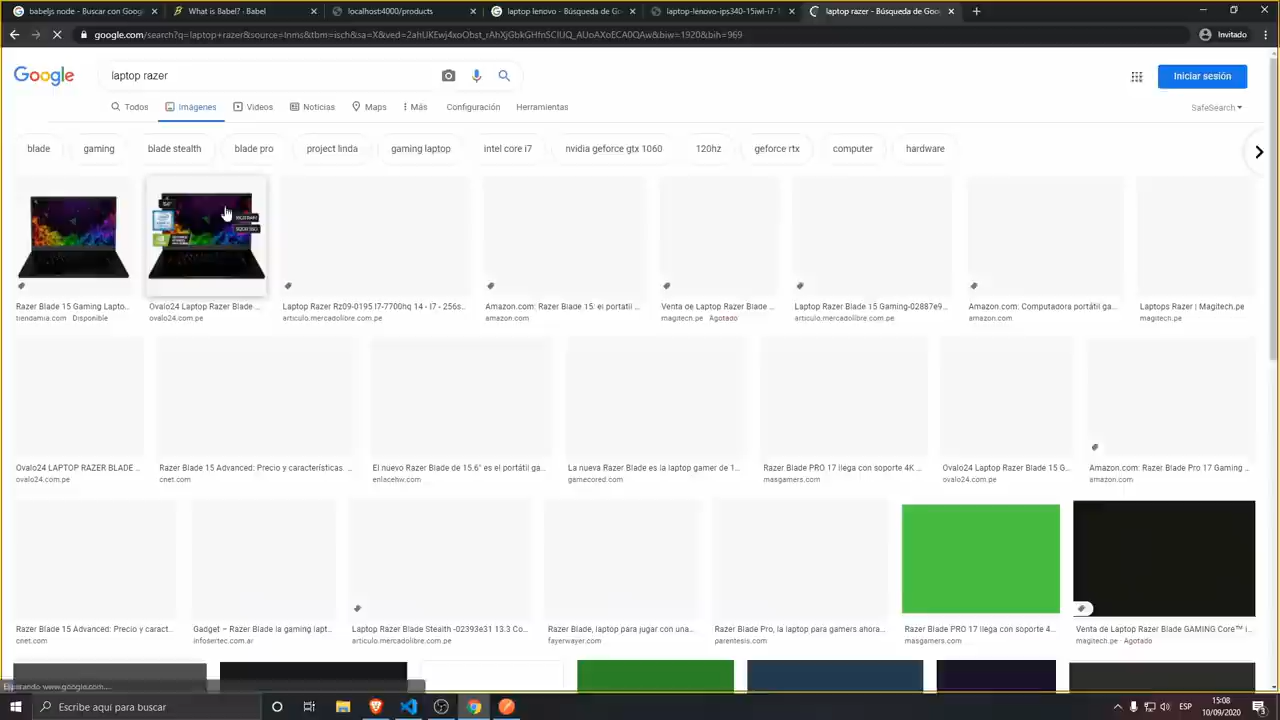 babeljs node - Buscar con Google
What is Babel? · Babel
localhost:4000/products
laptop lenovo - Búsqueda de Go
laptop-lenovo-ips340-15iwl-i7-1
laptop razer - Búsqueda de Goo
google.com/search?q=laptop+razer&source=lnms&tbm=isch&sa=X&ved=2ahUKEwj4xoObst_rAhXjGbkGHfnSCIUQ_AUoAXoECA0QAw&biw=1920&bih=969
Invitado
Google
laptop razer
Iniciar sesión
Todos
Imágenes
Videos
Noticias
Maps
Más
Configuración
Herramientas
SafeSearch
blade
gaming
blade stealth
blade pro
project linda
gaming laptop
intel core i7
nvidia geforce gtx 1060
120hz
geforce rtx
computer
hardware
Razer Blade 15 Gaming Lapto...
Ovalo24 Laptop Razer Blade ...
Laptop Razer Rz09-0195 I7-7700hq 14 - i7 - 256s...
Amazon.com: Razer Blade 15: el portátil ...
Venta de Laptop Razer Blade ...
Laptop Razer Blade 15 Gaming-02887e9...
Amazon.com: Computadora portátil ga...
Laptops Razer | Magitech.pe
tiendamia.com · Disponible
ovalo24.com.pe
articulo.mercadolibre.com.pe
amazon.com
magitech.pe · Agotado
articulo.mercadolibre.com.pe
amazon.com
magitech.pe
Ovalo24 LAPTOP RAZER BLADE ...
Razer Blade 15 Advanced: Precio y características. ...
El nuevo Razer Blade de 15.6" es el portátil ga...
La nueva Razer Blade es la laptop gamer de 1...
Razer Blade PRO 17 llega con soporte 4K ...
Ovalo24 Laptop Razer Blade 15 G...
Amazon.com: Razer Blade Pro 17 Gaming ...
ovalo24.com.pe
cnet.com
enlacehw.com
gamecored.com
masgamers.com
ovalo24.com.pe
amazon.com
Razer Blade 15 Advanced: Precio y caract...
Gadget – Razer Blade la gaming lapt...
Laptop Razer Blade Stealth -02393e31 13.3 Co...
Razer Blade, laptop para jugar con una...
Razer Blade Pro, la laptop para gamers ahora...
Razer Blade PRO 17 llega con soporte 4...
Venta de Laptop Razer Blade GAMING Core™ i...
cnet.com
infosertec.com.ar
articulo.mercadolibre.com.pe
fayerwayer.com
parentesis.com
masgamers.com
magitech.pe · Agotado
Esperando www.google.com...
Escribe aquí para buscar
ESP
15:08
10/09/2020
3